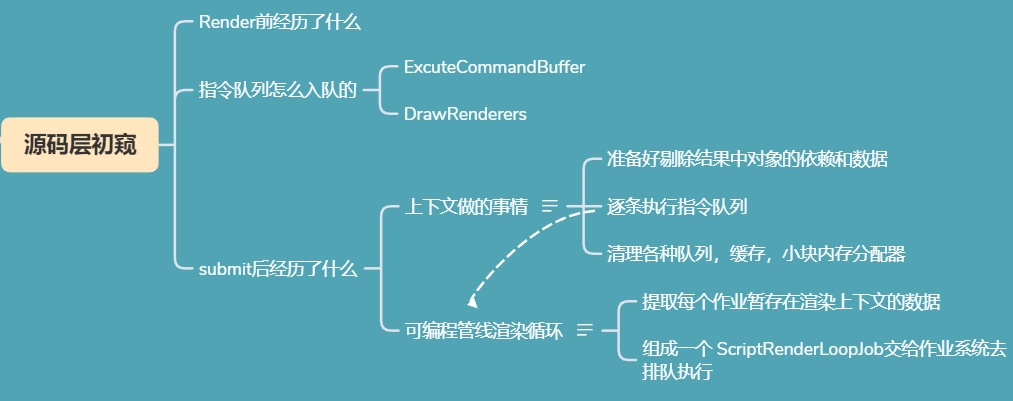 源码层初窥
Render前经历了什么
指令队列怎么入队的
ExcuteCommandBuffer
DrawRenderers
submit后经历了什么
上下文做的事情
准备好剔除结果中对象的依赖和数据
逐条执行指令队列
清理各种队列，缓存，小块内存分配器
可编程管线渲染循环
提取每个作业暂存在渲染上下文的数据
组成一个 ScriptRenderLoopJob交给作业系统去
排队执行